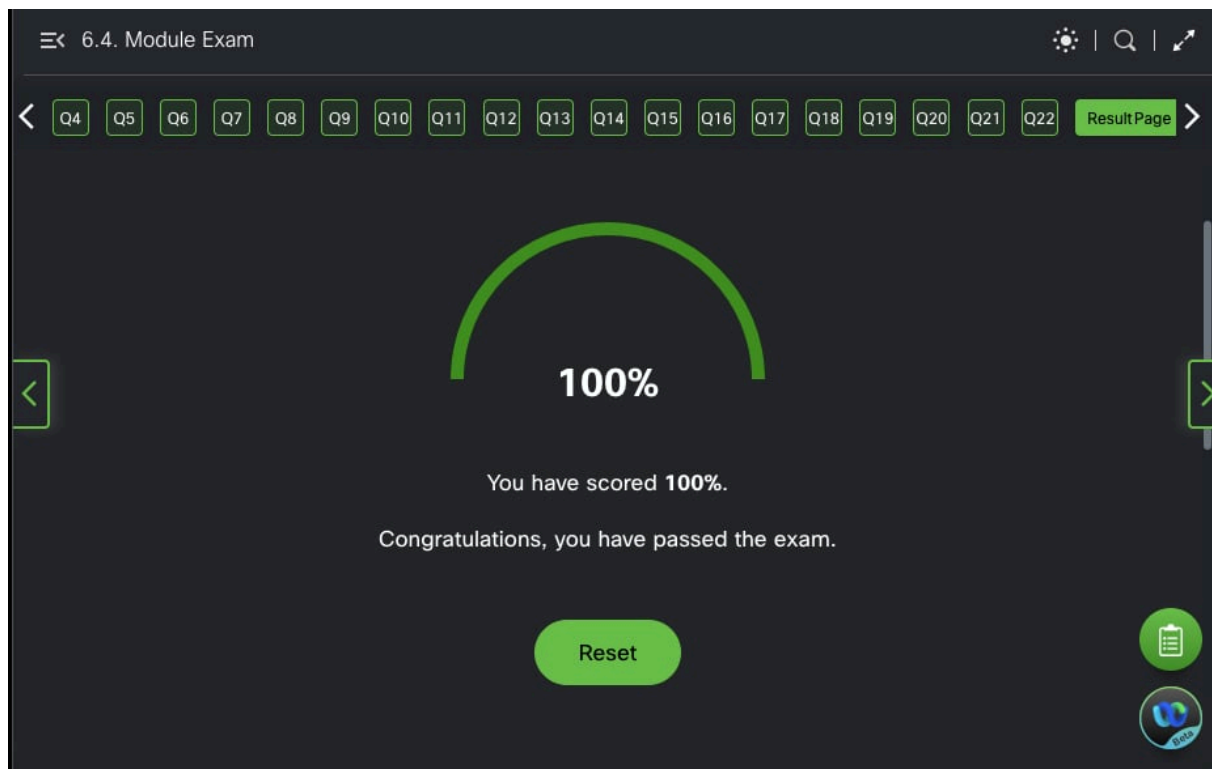 6.4. Module Exam
Q4 Q5 Q6 Q7 Q8 Q9 Q10 Q11 Q12 Q13 Q14 Q15 Q16 Q17 Q18 Q19 Q20 Q21 Q22 Result Page
100%
You have scored 100%.
Congratulations, you have passed the exam.
Reset
Beta